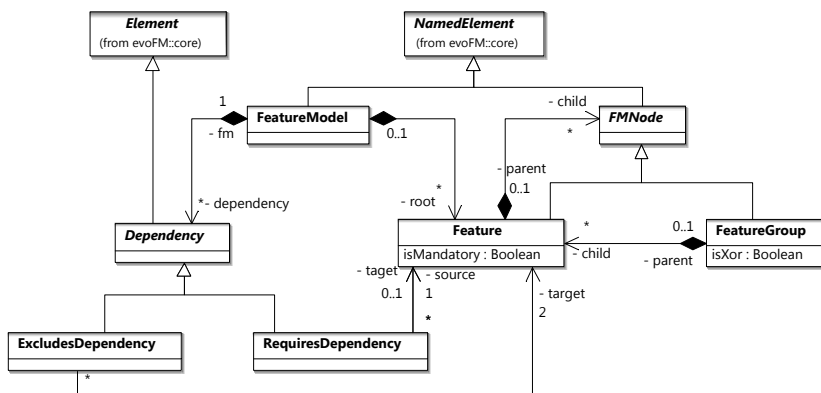 Element
(from evoFM::core)
NamedElement
(from evoFM::core)
1
- fm
FeatureModel
0..1
- child
*
FMNode
- parent
0..1
*
- root
*- dependency
Dependency
Feature
isMandatory : Boolean
*
- child
0..1
- parent
FeatureGroup
isXor : Boolean
- taget
0..1
- source
1
*
- target
2
ExcludesDependency
*
RequiresDependency